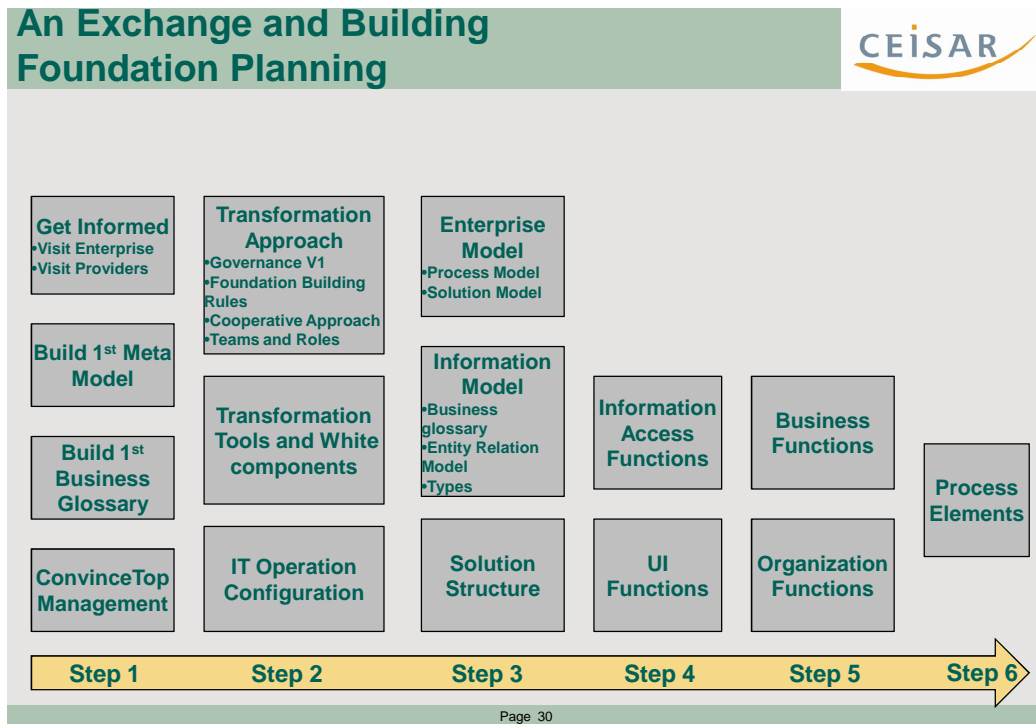 An Exchange and Building
Foundation Planning
CEISAR
Get Informed
•Visit Enterprise
•Visit Providers
Build 1st Meta
Model
Build 1st
Business
Glossary
ConvinceTop
Management
Transformation
Approach
•Governance V1
•Foundation Building
Rules
•Cooperative Approach
•Teams and Roles
Transformation
Tools and White
components
IT Operation
Configuration
Enterprise
Model
•Process Model
•Solution Model
Information
Model
•Business
glossary
•Entity Relation
Model
•Types
Solution
Structure
Information
Access
Functions
UI
Functions
Business
Functions
Organization
Functions
Process
Elements
Step 1
Step 2
Step 3
Step 4
Step 5
Step 6
Page 30